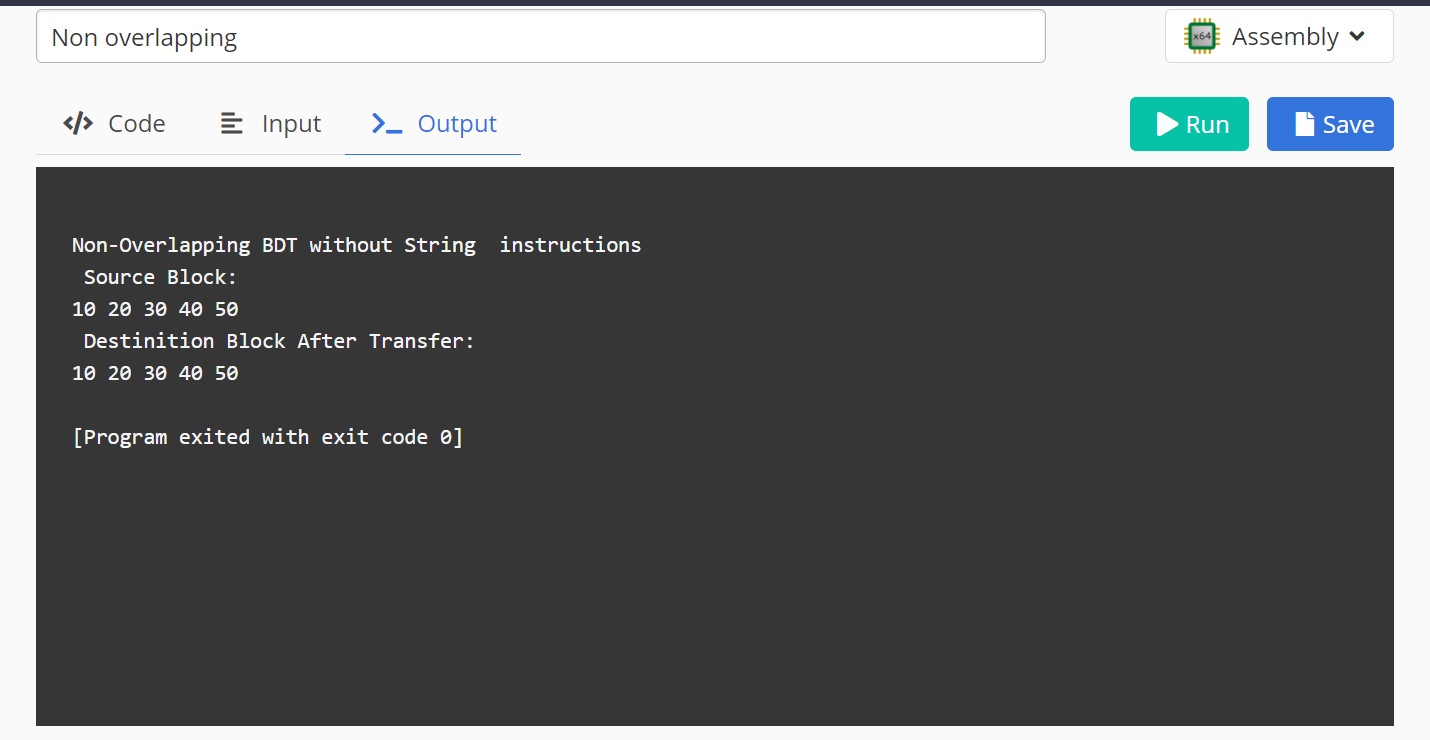 Non overlapping
x64 Assembly
Code Input Output Run Save
Non-Overlapping BDT without String  instructions
Source Block:
10 20 30 40 50
Destinition Block After Transfer:
10 20 30 40 50
[Program exited with exit code 0]